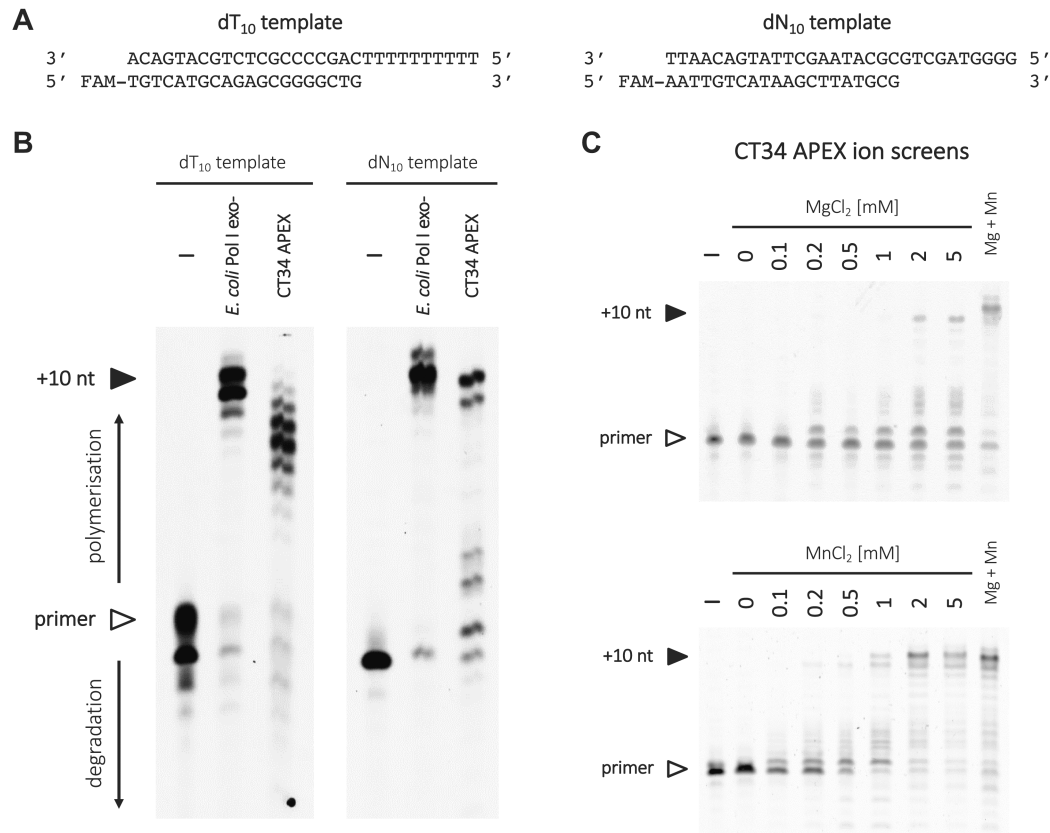 A
dT10 template
3′ ACAGTACGTCTCGCCCCGACTTTTTTTTTT 5′
5′ FAM-TGTCATGCAGAGCGGGGCTG 3′
dN10 template
3′ TTAACAGTATTCGAATACGCGTCGATGGGG 5′
5′ FAM-AATTGTCATAAGCTTATGCG 3′
B
dT10 template
dN10 template
–
E. coli Pol I exo-
CT34 APEX
–
E. coli Pol I exo-
CT34 APEX
+10 nt
polymerisation
primer
degradation
C
CT34 APEX ion screens
MgCl2 [mM]
– 0 0.1 0.2 0.5 1 2 5 Mg + Mn
+10 nt
primer
MnCl2 [mM]
– 0 0.1 0.2 0.5 1 2 5 Mg + Mn
+10 nt
primer